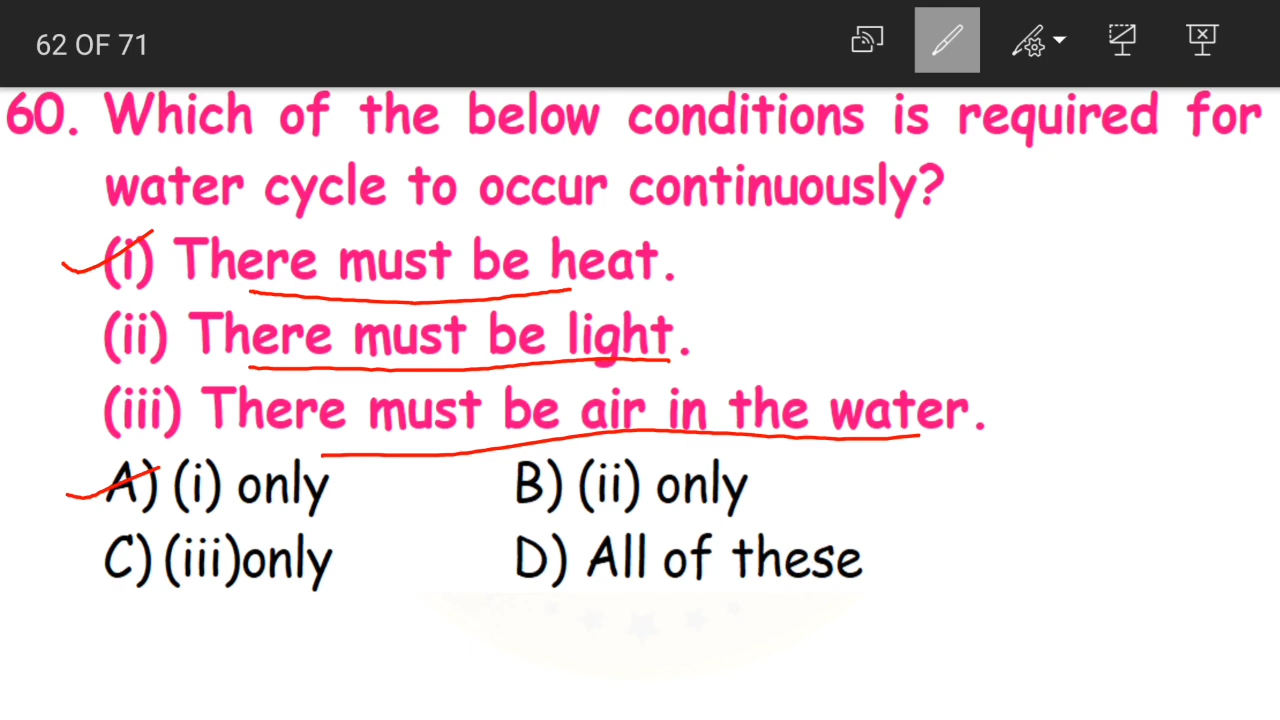 62 OF 71
60. Which of the below conditions is required for
water cycle to occur continuously?
(i) There must be heat.
(ii) There must be light.
(iii) There must be air in the water.
A) (i) only B) (ii) only
C) (iii)only D) All of these